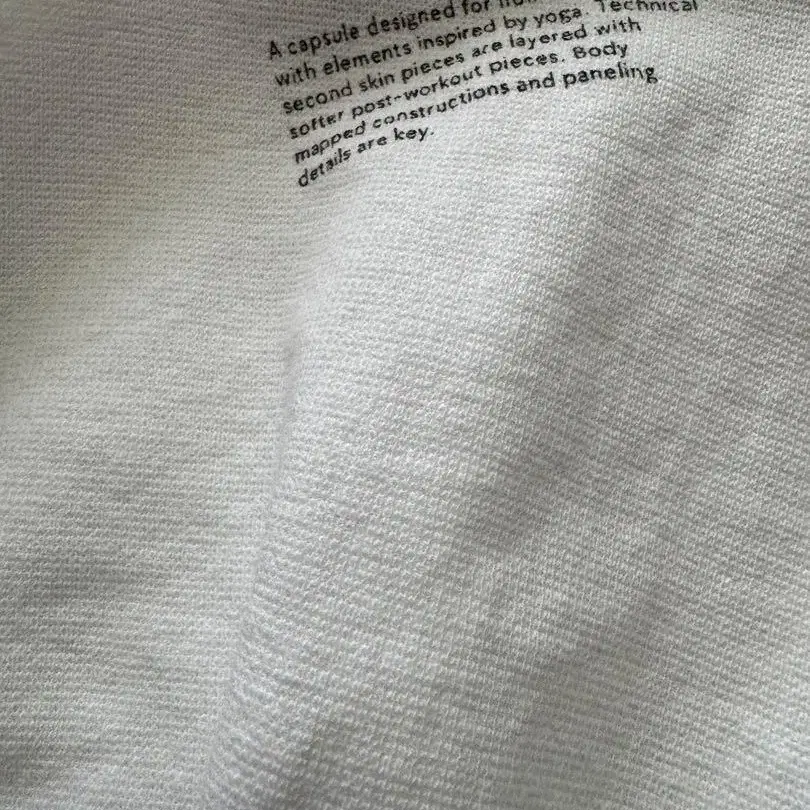 A capsule designed for
with elements inspired by yoga. Technical
second skin pieces are layered with
softer post-workout pieces. Body
mapped constructions and paneling
details are key.